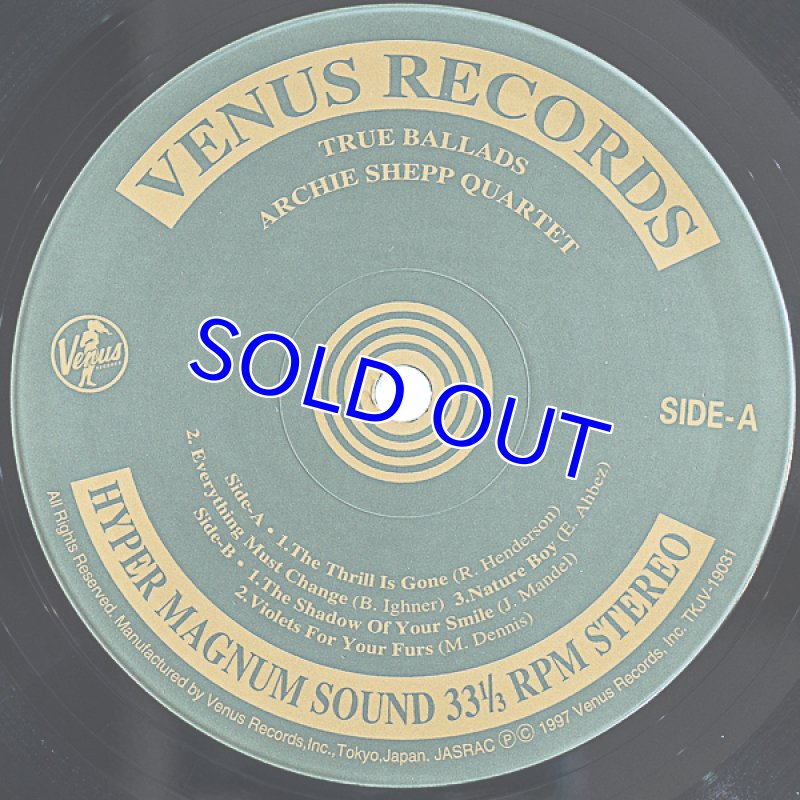 VENUS RECORDS
TRUE BALLADS
ARCHIE SHEPP QUARTET
Venus
RECORDS
SOLD OUT
SIDE-A
Side-A • 1.The Thrill Is Gone (R. Henderson)
2. Everything Must Change (B. Ighner) 3.Nature Boy (E. Ahbez)
Side-B • 1.The Shadow Of Your Smile (J. Mandel)
2.Violets For Your Furs (M. Dennis)
HYPER MAGNUM SOUND 33⅓ RPM STEREO
All Rights Reserved. Manufactured by Venus Records,Inc.,Tokyo,Japan. JASRAC ℗© 1997 Venus Records, Inc. TKJV-19031